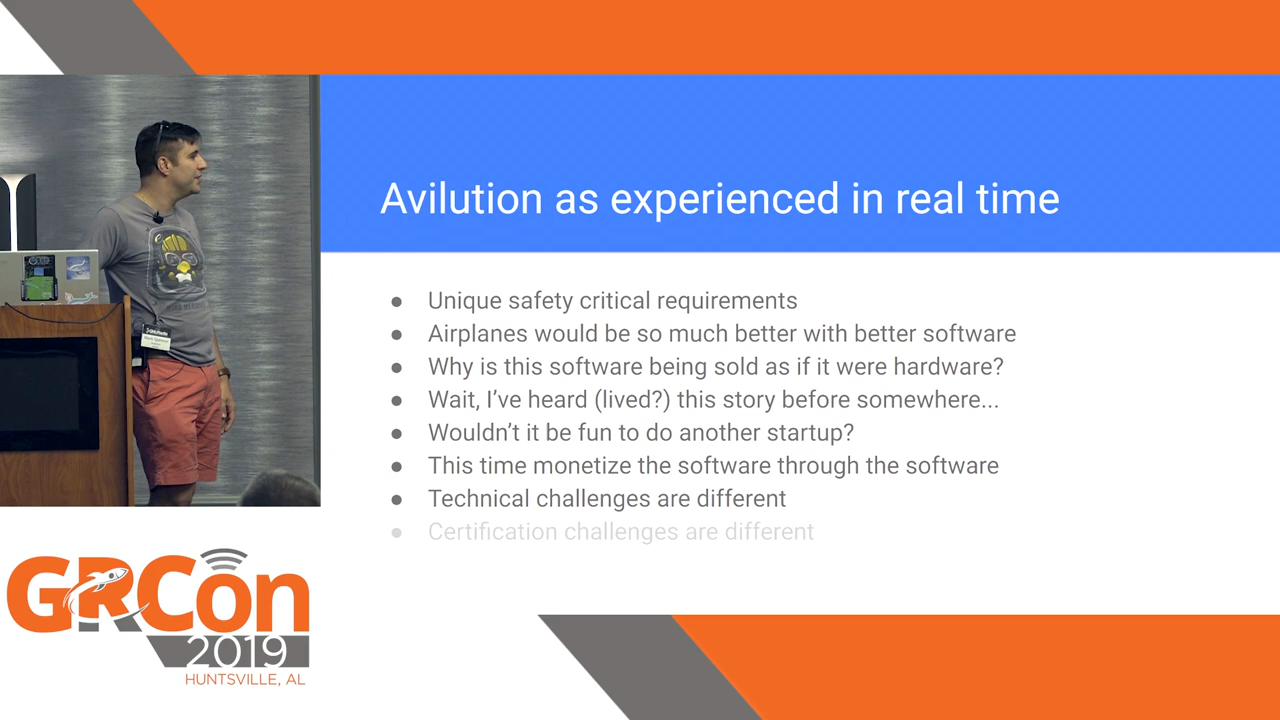 Avilution as experienced in real time
● Unique safety critical requirements
● Airplanes would be so much better with better software
● Why is this software being sold as if it were hardware?
● Wait, I’ve heard (lived?) this story before somewhere...
● Wouldn’t it be fun to do another startup?
● This time monetize the software through the software
● Technical challenges are different
● Certification challenges are different
GRCon
2019
HUNTSVILLE, AL